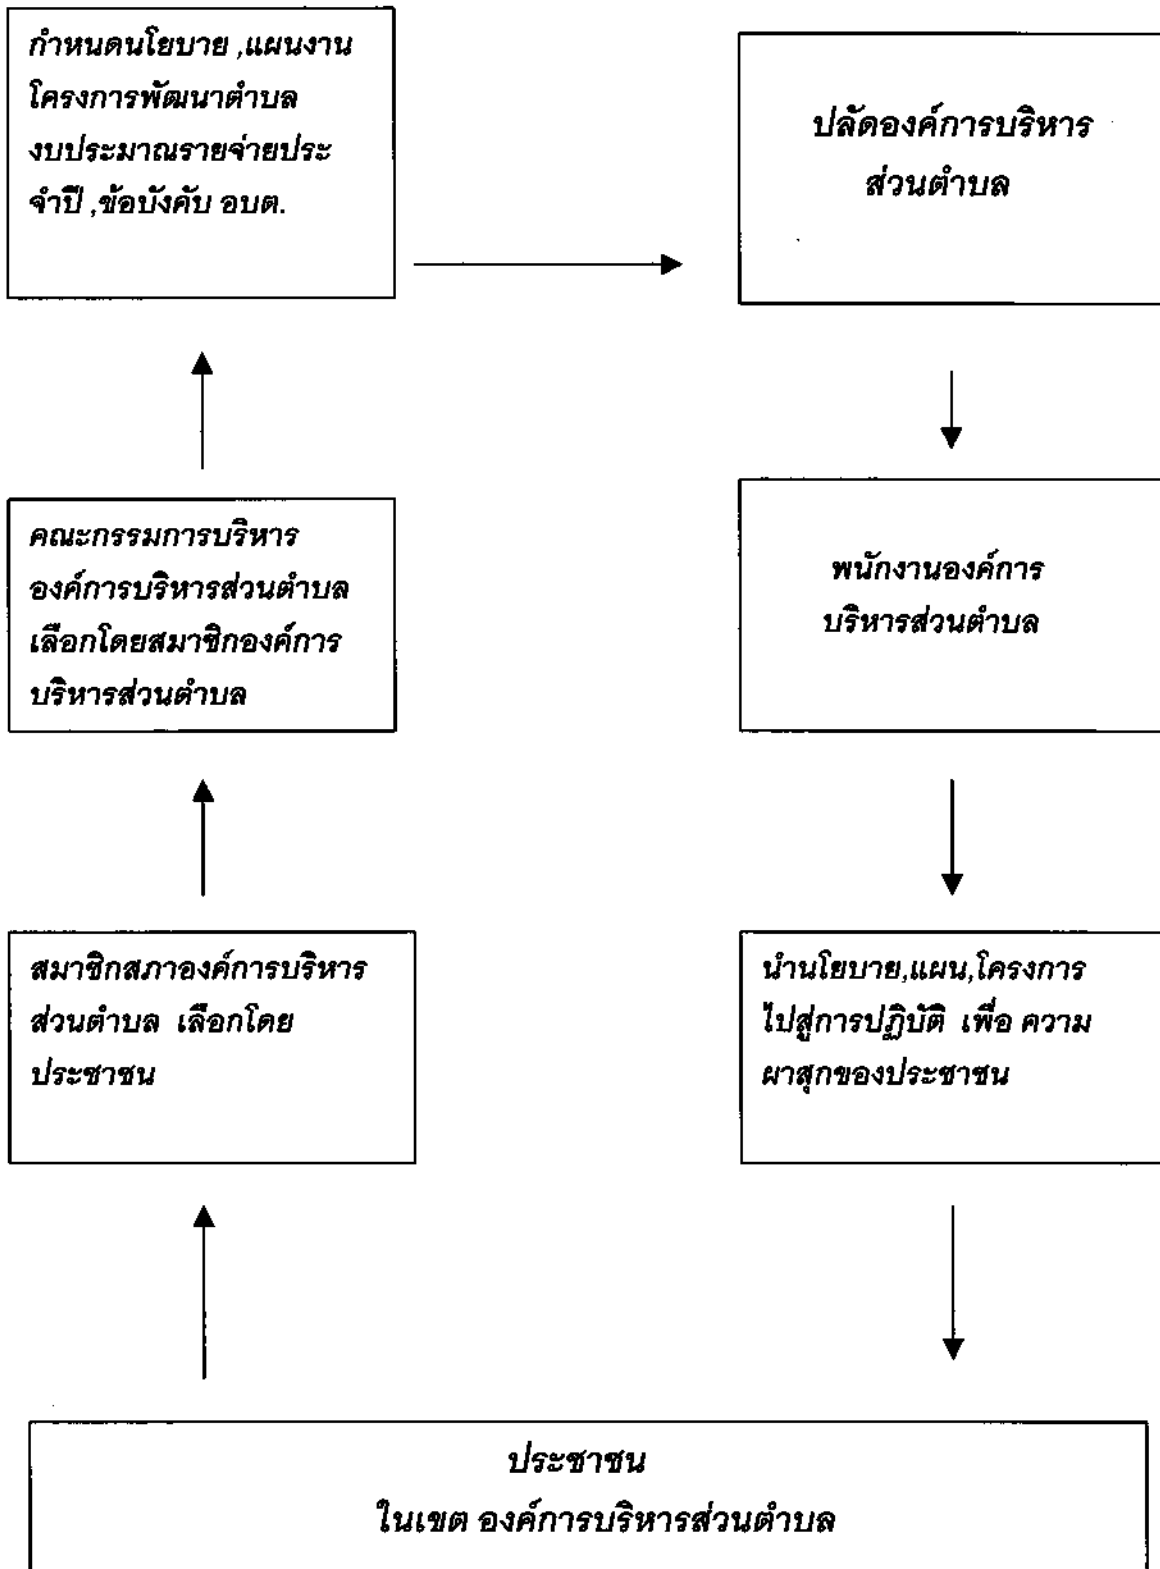 กำหนดนโยบาย ,แผนงาน
โครงการพัฒนาตำบล
งบประมาณรายจ่ายประ
จำปี ,ข้อบังคับ อบต.
ปลัดองค์การบริหาร
ส่วนตำบล
คณะกรรมการบริหาร
องค์การบริหารส่วนตำบล
เลือกโดยสมาชิกองค์การ
บริหารส่วนตำบล
พนักงานองค์การ
บริหารส่วนตำบล
สมาชิกสภาองค์การบริหาร
ส่วนตำบล เลือกโดย
ประชาชน
นำนโยบาย,แผน,โครงการ
ไปสู่การปฏิบัติ เพื่อ ความ
ผาสุกของประชาชน
ประชาชน
ในเขต องค์การบริหารส่วนตำบล